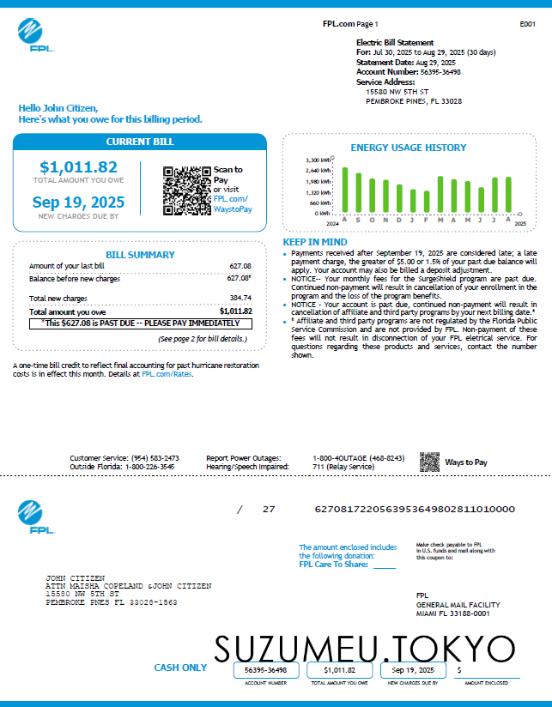 FPL.com Page 1
E001
FPL
Electric Bill Statement
For: Jul 30, 2025 to Aug 29, 2025 (30 days)
Statement Date: Aug 29, 2025
Account Number: 56395-36498
Service Address:
15580 NW 5TH ST
PEMBROKE PINES, FL 33028
Hello John Citizen,
Here's what you owe for this billing period.
CURRENT BILL
$1,011.82
TOTAL AMOUNT YOU OWE
Sep 19, 2025
NEW CHARGES DUE BY
Scan to
Pay
or visit
FPL.com/
WaystoPay
ENERGY USAGE HISTORY
3,300 kWh
2,640 kWh
1,980 kWh
1,320 kWh
660 kWh
0 kWh
A S O N D J F M A M J J A
2024
2025
BILL SUMMARY
Amount of your last bill 627.08
Balance before new charges 627.08*
Total new charges 384.74
Total amount you owe $1,011.82
*This $627.08 is PAST DUE -- PLEASE PAY IMMEDIATELY
(See page 2 for bill details.)
A one-time bill credit to reflect final accounting for past hurricane restoration
costs is in effect this month. Details at FPL.com/Rates.
KEEP IN MIND
Payments received after September 19, 2025 are considered late; a late
payment charge, the greater of $5.00 or 1.5% of your past due balance will
apply. Your account may also be billed a deposit adjustment.
NOTICE-- Your monthly fees for the SurgeShield program are past due.
Continued non-payment will result in cancellation of your enrollment in the
program and the loss of the program benefits.
NOTICE - Your account is past due, continued non-payment will result in
cancellation of affiliate and third party programs by your next billing date.*
* Affiliate and third party programs are not regulated by the Florida Public
Service Commission and are not provided by FPL. Non-payment of these
fees will not result in disconnection of your FPL eletrical service. For
questions regarding these products and services, contact the number
shown.
Customer Service: (954) 583-2473
Outside Florida: 1-800-226-3545
Report Power Outages: 1-800-4OUTAGE (468-8243)
Hearing/Speech Impaired: 711 (Relay Service)
Ways to Pay
FPL
/ 27 6270817220563953649802811010000
The amount enclosed includes
the following donation:
FPL Care To Share:
Make check payable to FPL
in U.S. funds and mail along with
this coupon to:
JOHN CITIZEN
ATTN MAISHA COPELAND &JOHN CITIZEN
15580 NW 5TH ST
PEMBROKE PNES FL 33028-1563
FPL
GENERAL MAIL FACILITY
MIAMI FL 33188-0001
SUZUMEU.TOKYO
CASH ONLY
56395-36498
ACCOUNT NUMBER
$1,011.82
TOTAL AMOUNT YOU OWE
Sep 19, 2025
NEW CHARGES DUE BY
$
AMOUNT ENCLOSED